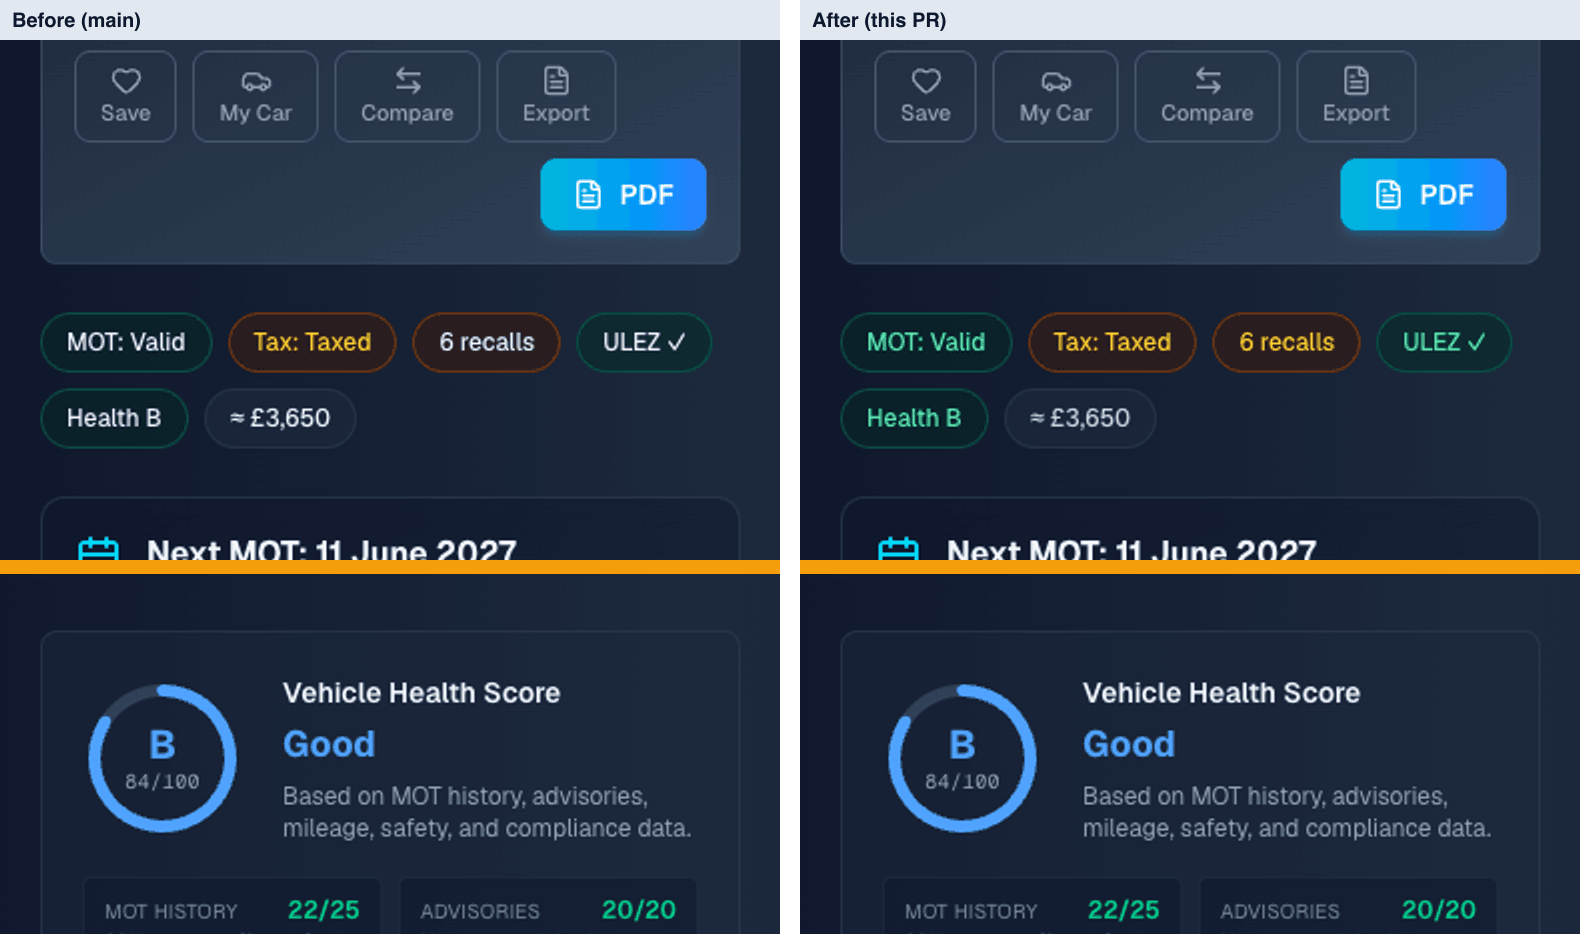 Before (main)
Save
My Car
Compare
Export
PDF
MOT: Valid
Tax: Taxed
6 recalls
ULEZ ✓
Health B
≈ £3,650
Next MOT: 11 June 2027
B
84/100
Vehicle Health Score
Good
Based on MOT history, advisories,
mileage, safety, and compliance data.
MOT HISTORY 22/25
ADVISORIES 20/20
After (this PR)
Save
My Car
Compare
Export
PDF
MOT: Valid
Tax: Taxed
6 recalls
ULEZ ✓
Health B
≈ £3,650
Next MOT: 11 June 2027
B
84/100
Vehicle Health Score
Good
Based on MOT history, advisories,
mileage, safety, and compliance data.
MOT HISTORY 22/25
ADVISORIES 20/20